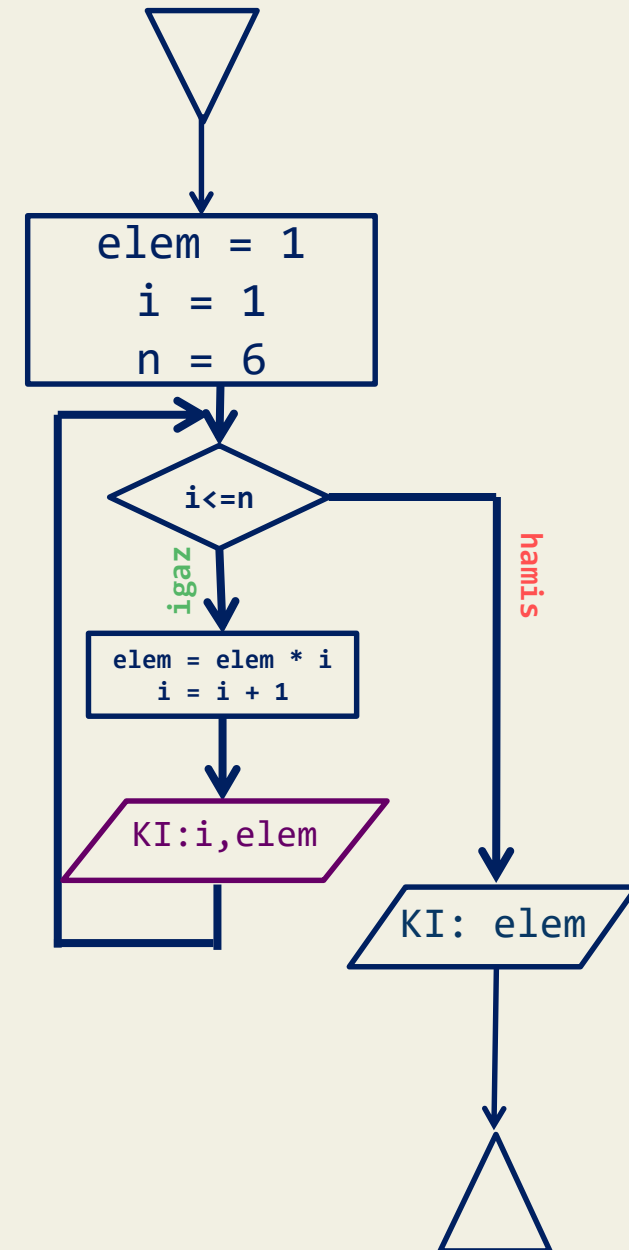 elem = 1
i = 1
n = 6
i<=n
igaz
hamis
elem = elem * i
i = i + 1
KI:i,elem
KI: elem